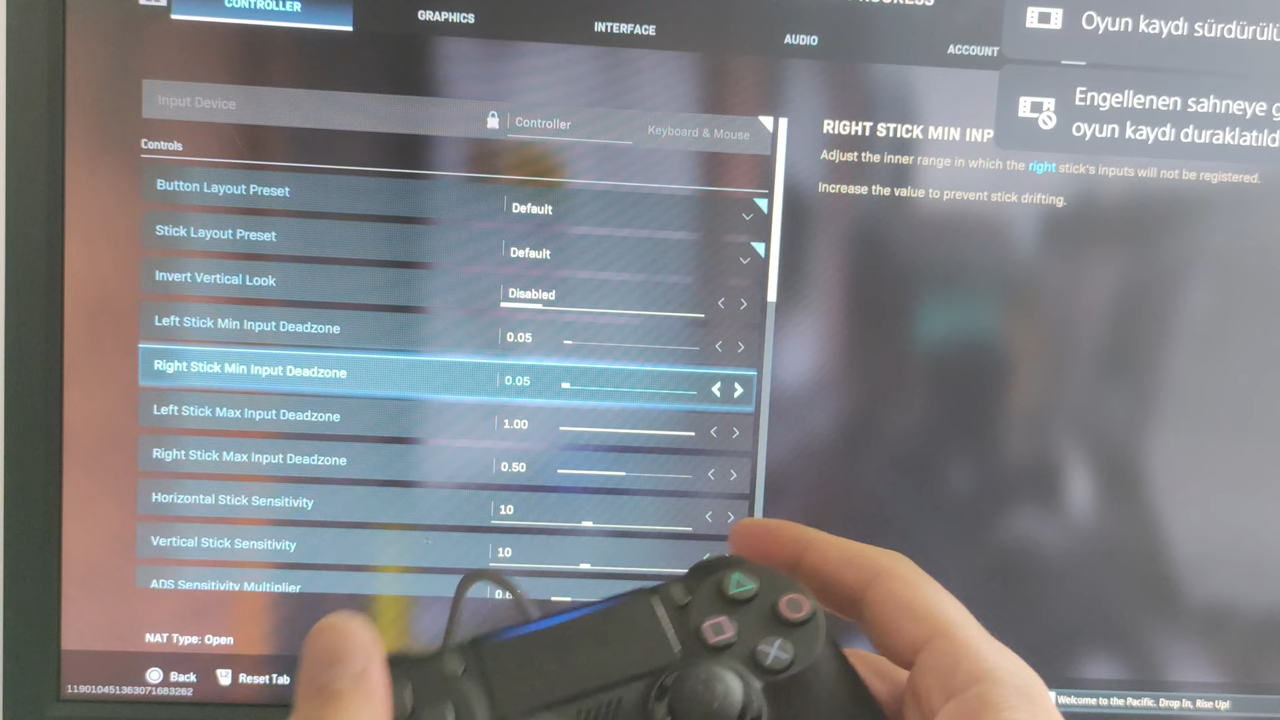 CONTROLLER
GRAPHICS
INTERFACE
AUDIO
ACCOUNT
Oyun kaydı
Engellenen sahneye
oyun kaydı
Input Device
Controller
Keyboard & Mouse
Controls
Button Layout Preset
Default
Stick Layout Preset
Default
Invert Vertical Look
Disabled
Left Stick Min Input Deadzone
0.05
Right Stick Min Input Deadzone
0.05
Left Stick Max Input Deadzone
1.00
Right Stick Max Input Deadzone
0.50
Horizontal Stick Sensitivity
10
Vertical Stick Sensitivity
10
ADS Sensitivity Multiplier
RIGHT STICK MIN INP
Adjust the inner range in which the right stick's inputs will not be registered.
Increase the value to prevent stick drifting.
NAT Type: Open
Back
Reset Tab
119010451363071683262
Welcome to the Pacific. Drop In, Rise Up!